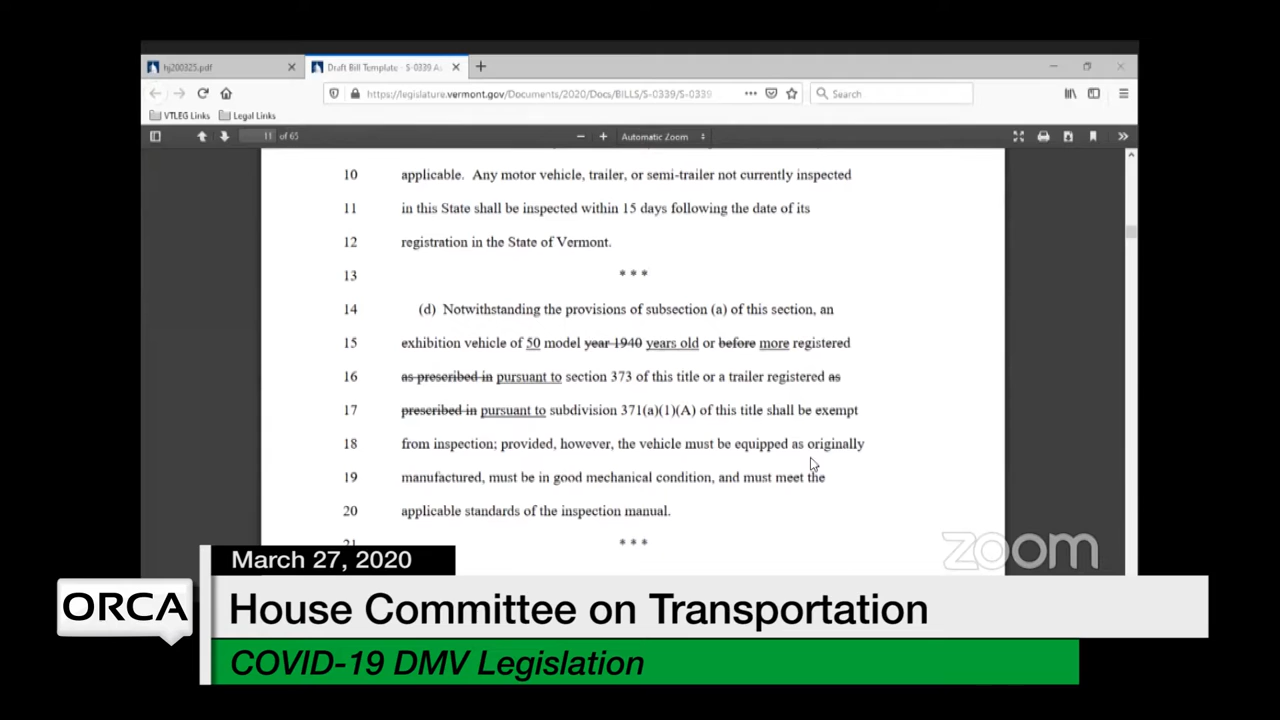 hj200325.pdf
Draft Bill Template - S-0339 A
https://legislature.vermont.gov/Documents/2020/Docs/BILLS/S-0339/S-0339
Search
VTLEG Links
Legal Links
11 of 65
Automatic Zoom
10 applicable. Any motor vehicle, trailer, or semi-trailer not currently inspected
11 in this State shall be inspected within 15 days following the date of its
12 registration in the State of Vermont.
13 * * *
14 (d) Notwithstanding the provisions of subsection (a) of this section, an
15 exhibition vehicle of 50 model year 1940 years old or before more registered
16 as prescribed in pursuant to section 373 of this title or a trailer registered as
17 prescribed in pursuant to subdivision 371(a)(1)(A) of this title shall be exempt
18 from inspection; provided, however, the vehicle must be equipped as originally
19 manufactured, must be in good mechanical condition, and must meet the
20 applicable standards of the inspection manual.
21 * * *
zoom
March 27, 2020
ORCA
House Committee on Transportation
COVID-19 DMV Legislation